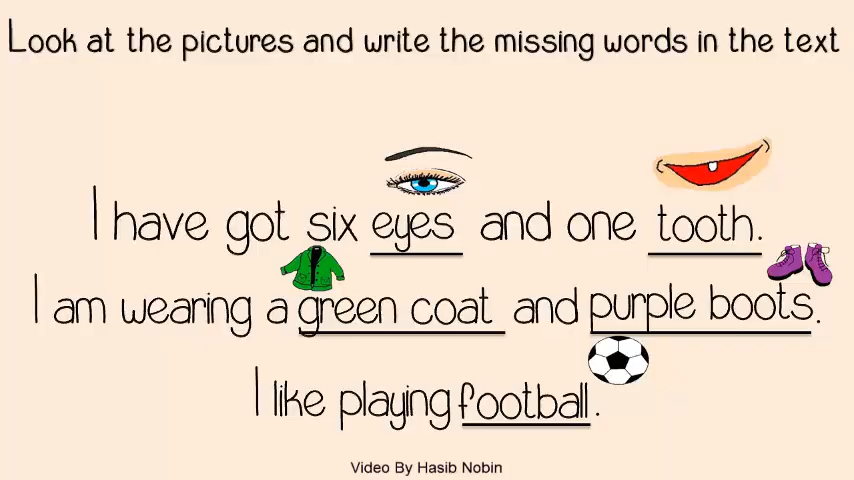 Look at the pictures and write the missing words in the text
I have got six eyes and one tooth.
I am wearing a green coat and purple boots.
I like playing football.
Video By Hasib Nobin